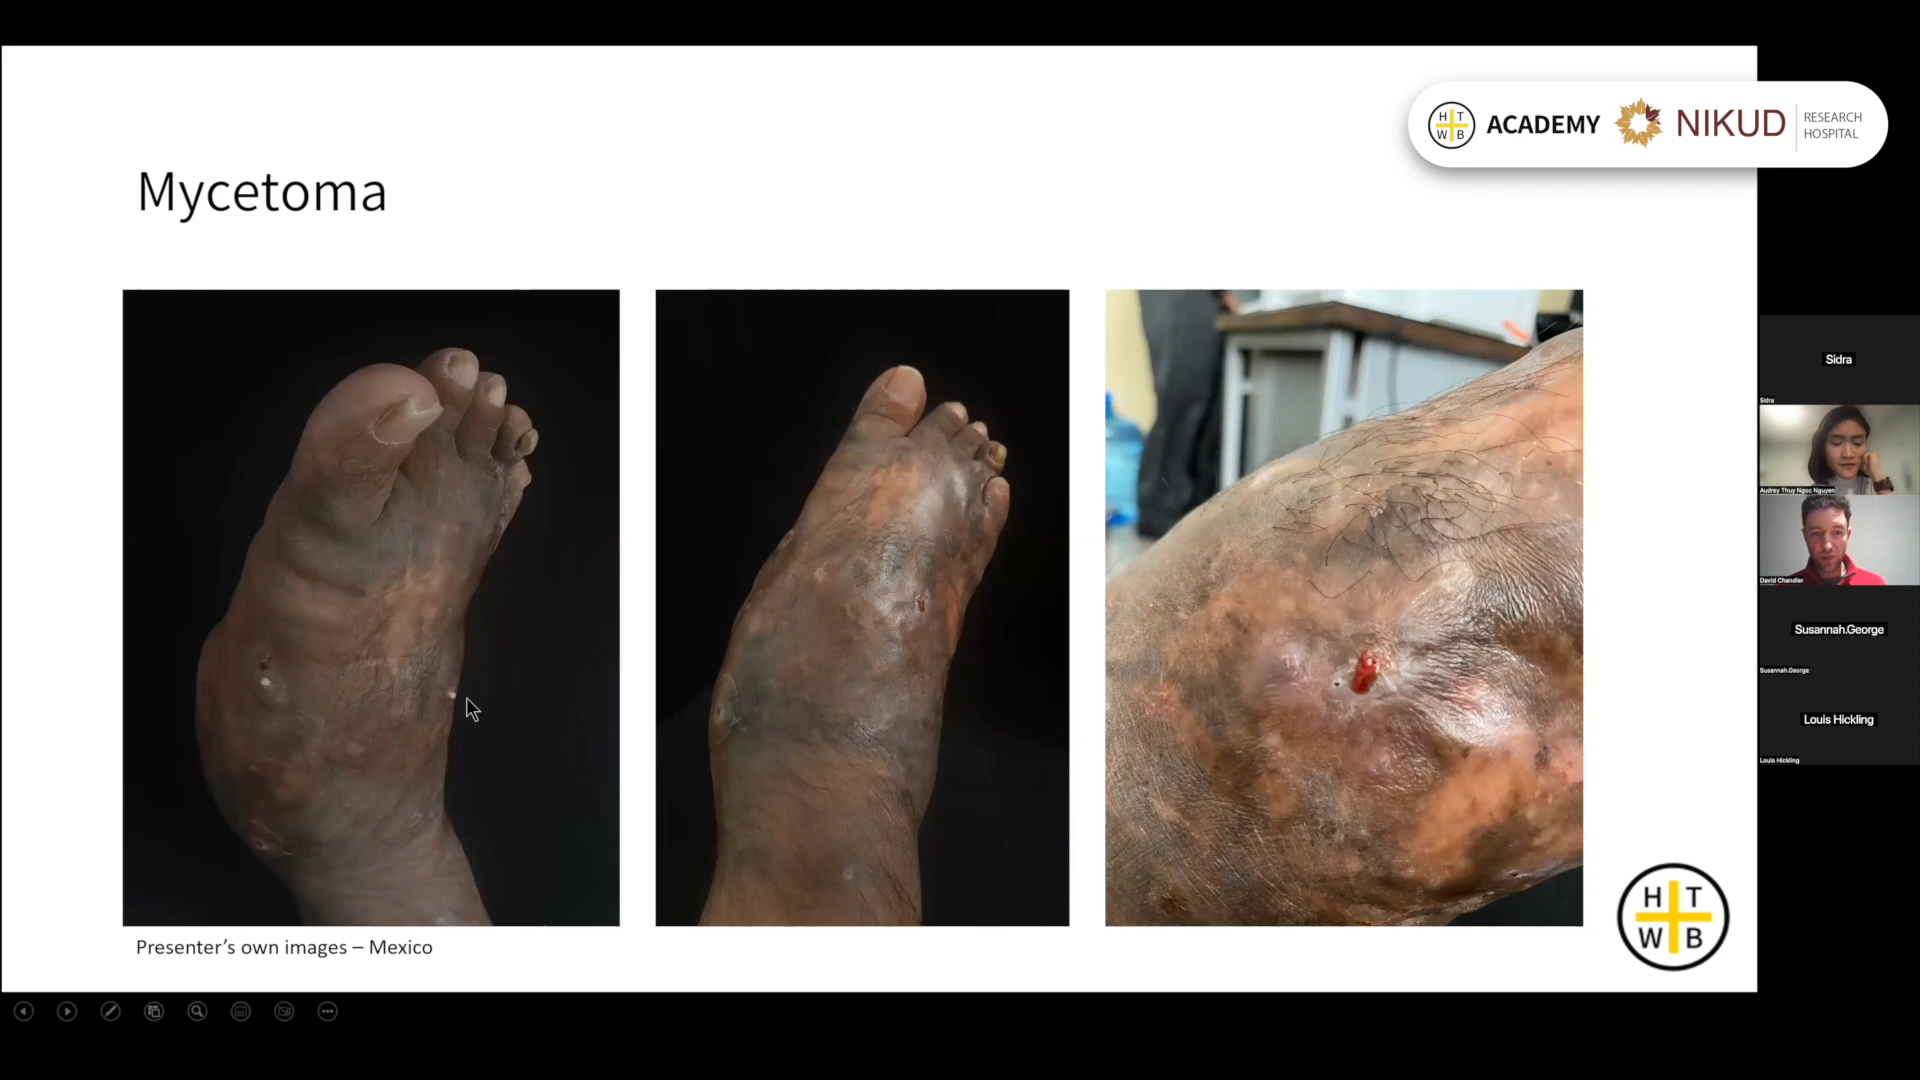 H T
W B
ACADEMY
NIKUD
RESEARCH
HOSPITAL
Mycetoma
Sidra
Sidra
Audrey Thuy Ngoc Nguyen
David Chandler
Susannah.George
Susannah.George
Louis Hickling
Louis Hickling
Presenter’s own images – Mexico
H T
W B